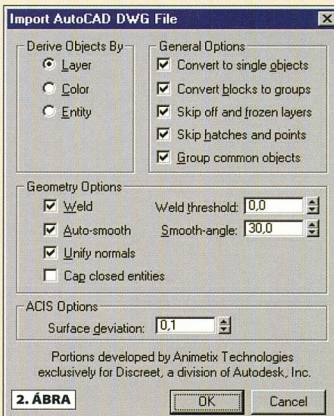 Import AutoCAD DWG File
Derive Objects By
Layer
Color
Entity
General Options
Convert to single objects
Convert blocks to groups
Skip off and frozen layers
Skip hatches and points
Group common objects
Geometry Options
Weld
Auto-smooth
Unify normals
Cap closed entities
Weld threshold: 0,0
Smooth-angle: 30,0
ACIS Options
Surface deviation: 0,1
Portions developed by Animetix Technologies
exclusively for Discreet, a division of Autodesk, Inc.
2. ÁBRA
OK
Cancel